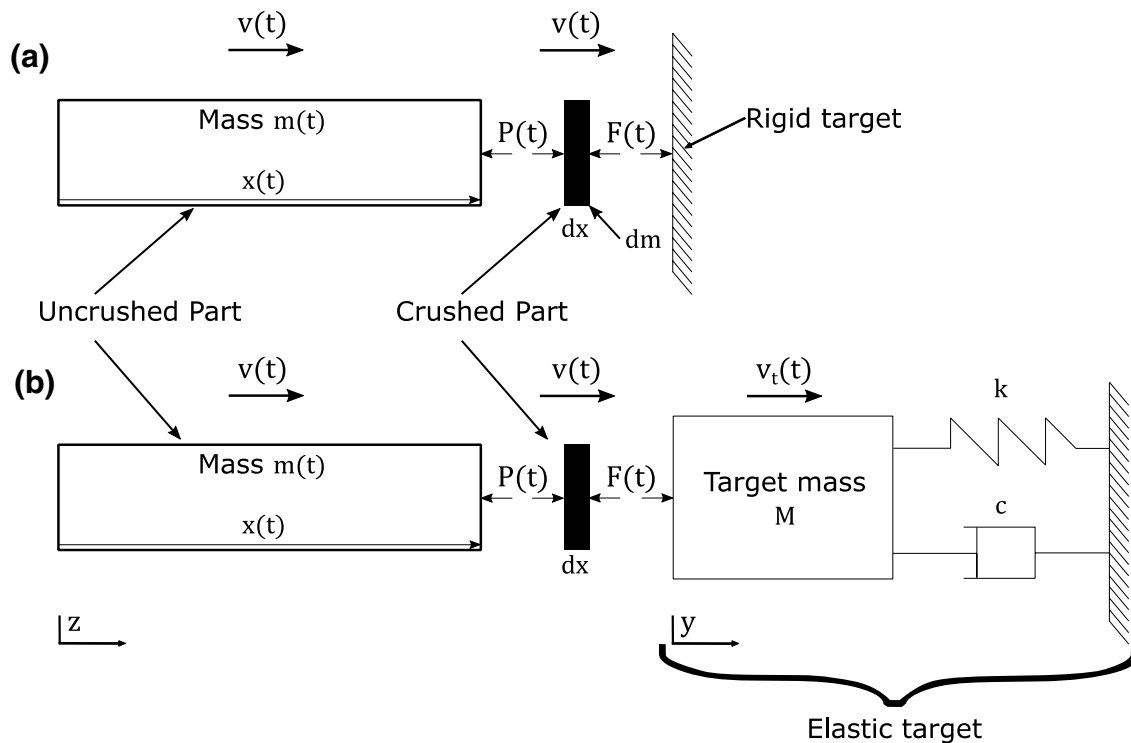 v(t) v(t)
(a)
Mass m(t)
P(t) F(t)
Rigid target
x(t)
dx dm
Uncrushed Part Crushed Part
v(t) v(t) v_t(t)
(b)
k
Mass m(t)
P(t) F(t)
Target mass
M
c
x(t)
dx
z y
Elastic target